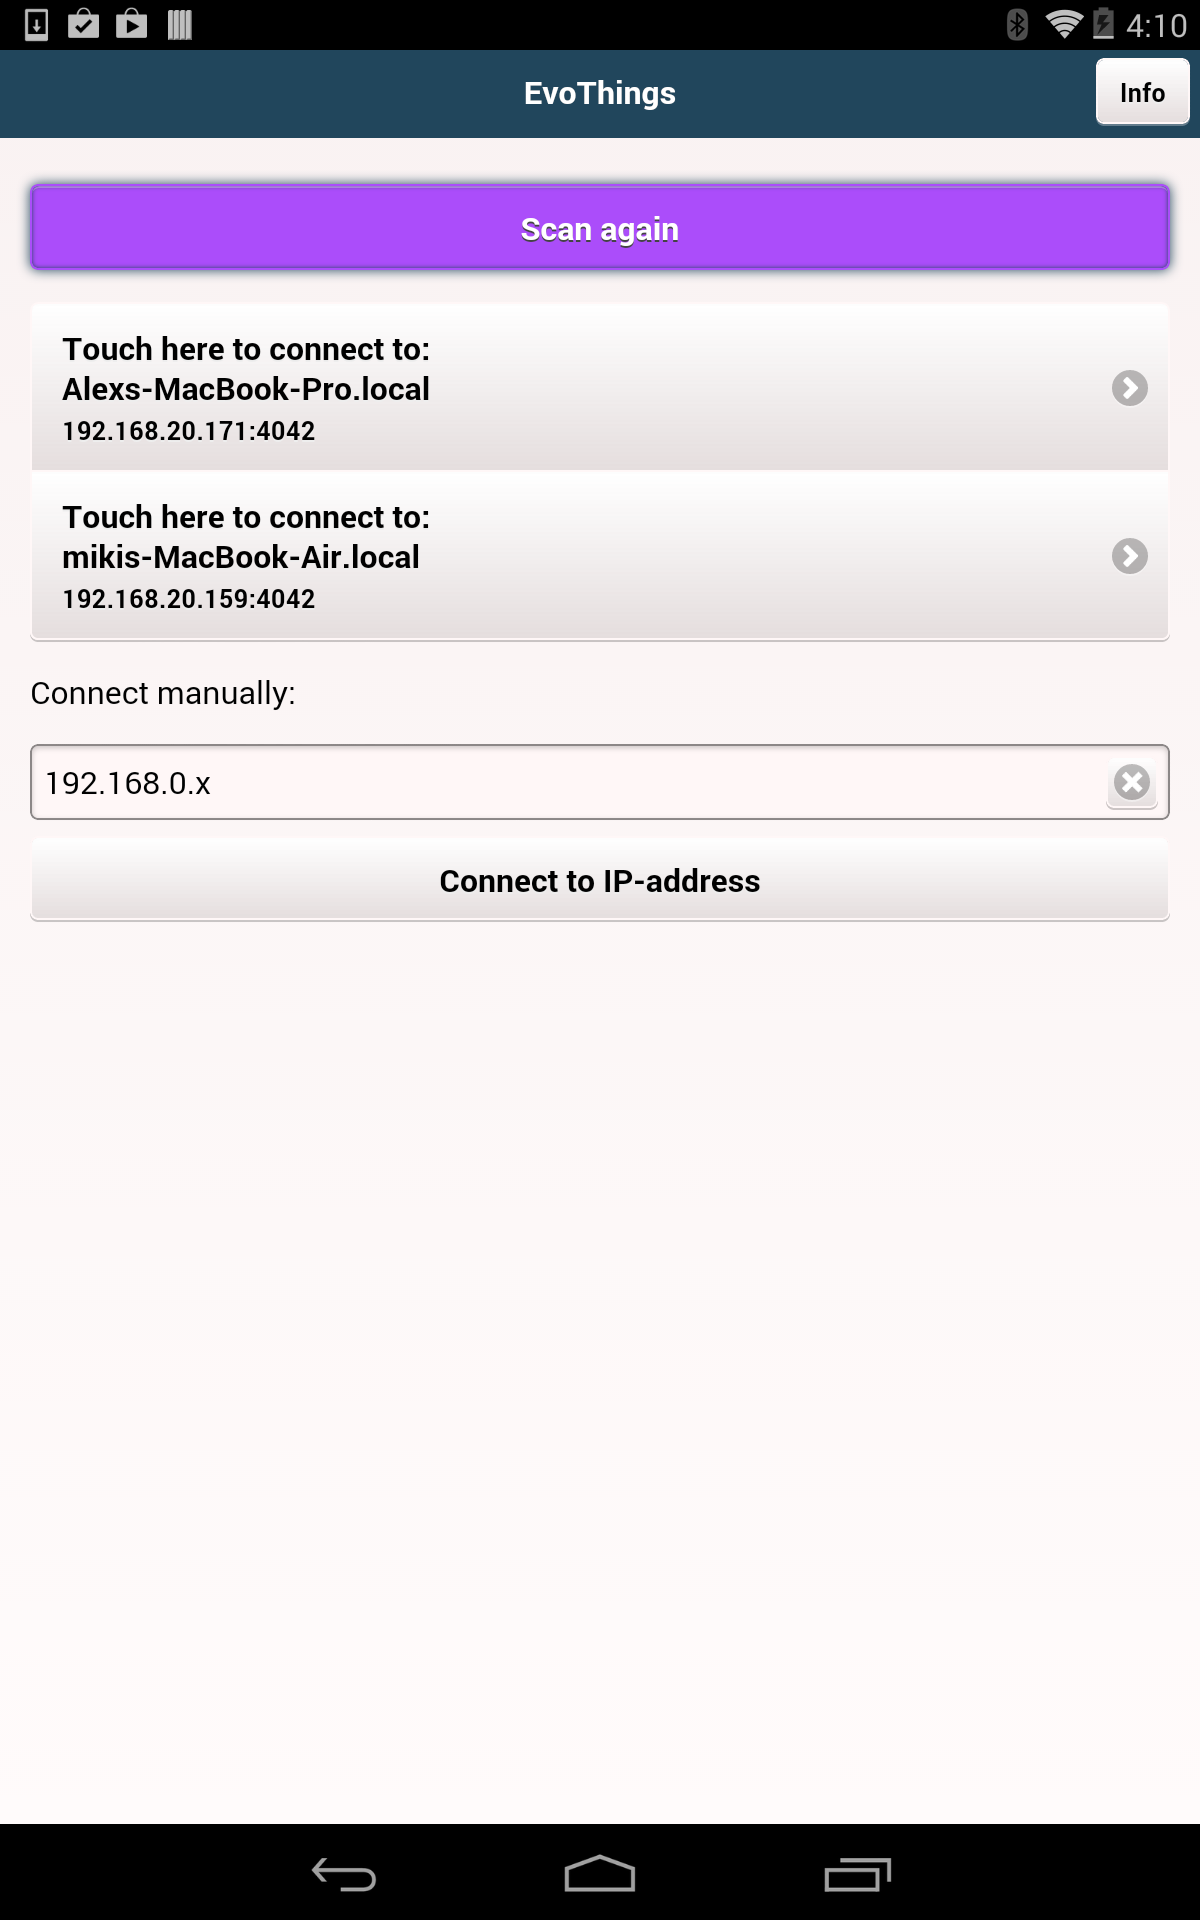 4:10
EvoThings
Info
Scan again
Touch here to connect to:
Alexs-MacBook-Pro.local
192.168.20.171:4042
Touch here to connect to:
mikis-MacBook-Air.local
192.168.20.159:4042
Connect manually:
192.168.0.x
Connect to IP-address